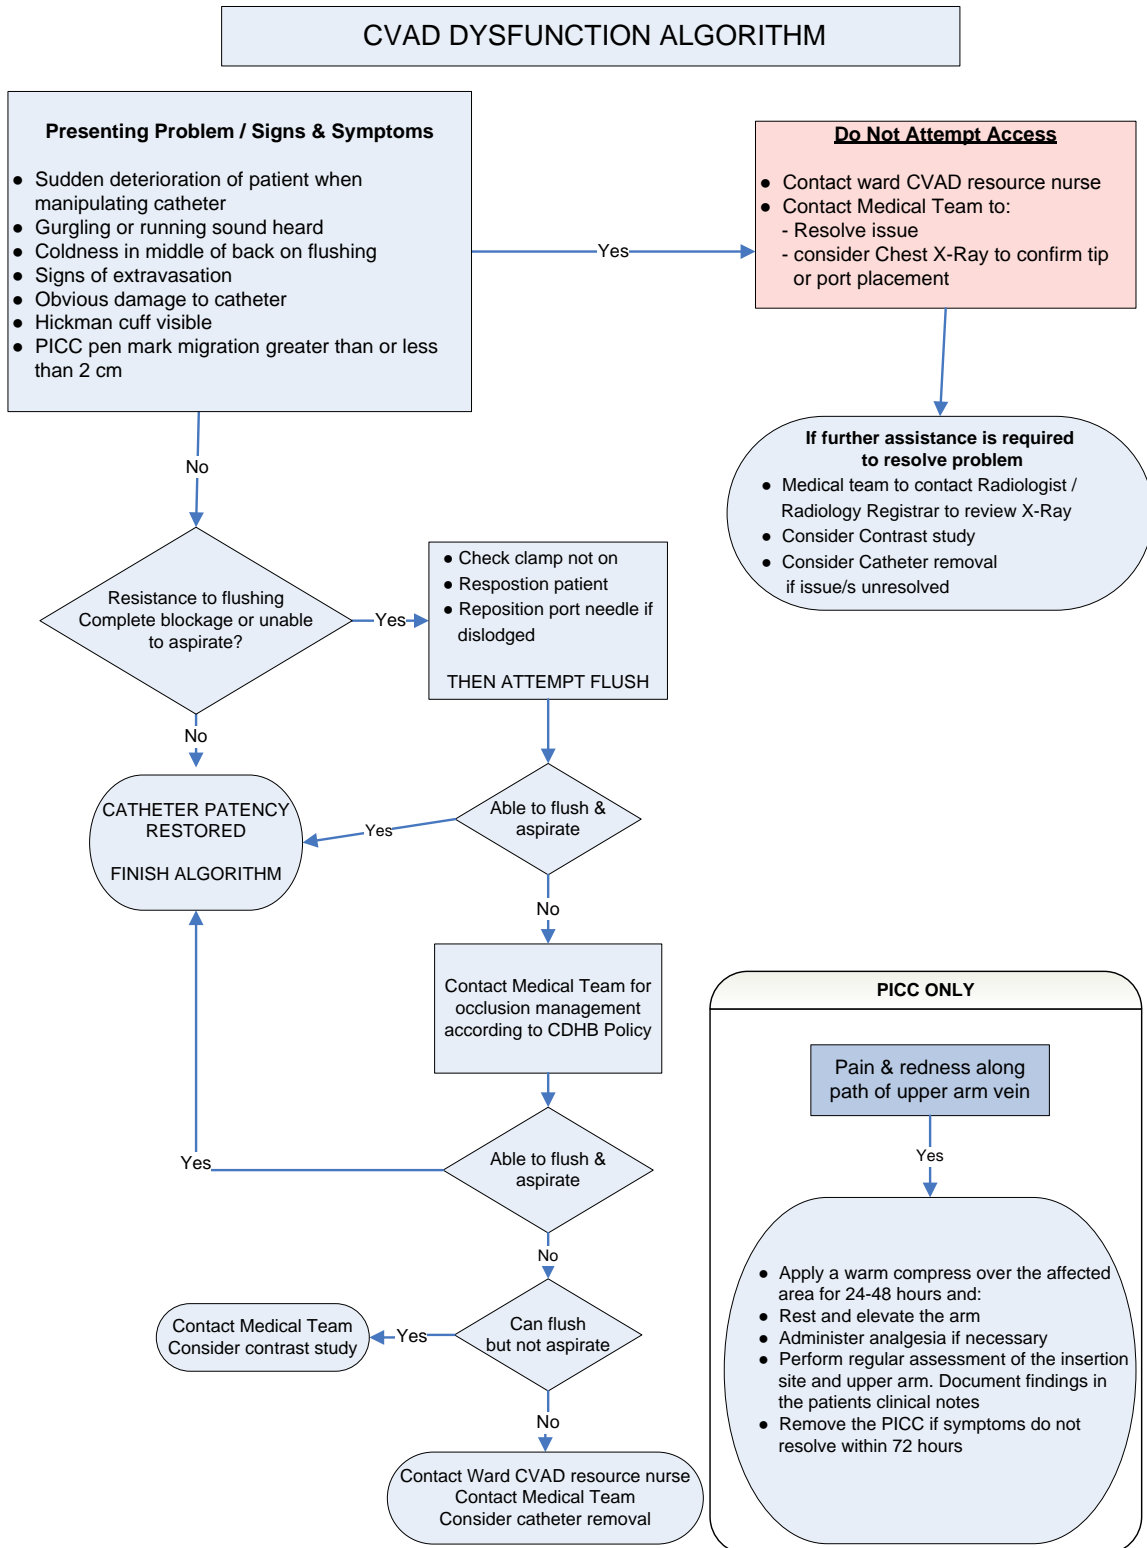 CVAD DYSFUNCTION ALGORITHM
Presenting Problem / Signs & Symptoms
● Sudden deterioration of patient when
manipulating catheter
● Gurgling or running sound heard
● Coldness in middle of back on flushing
● Signs of extravasation
● Obvious damage to catheter
● Hickman cuff visible
● PICC pen mark migration greater than or less
than 2 cm
Yes
Do Not Attempt Access
● Contact ward CVAD resource nurse
● Contact Medical Team to:
- Resolve issue
- consider Chest X-Ray to confirm tip
or port placement
If further assistance is required
to resolve problem
● Medical team to contact Radiologist /
Radiology Registrar to review X-Ray
● Consider Contrast study
● Consider Catheter removal
if issue/s unresolved
No
Resistance to flushing
Complete blockage or unable
to aspirate?
Yes
● Check clamp not on
● Respostion patient
● Reposition port needle if
dislodged
THEN ATTEMPT FLUSH
No
CATHETER PATENCY
RESTORED
FINISH ALGORITHM
Able to flush &
aspirate
Yes
No
Contact Medical Team for
occlusion management
according to CDHB Policy
Able to flush &
aspirate
Yes
No
Can flush
but not aspirate
Yes
Contact Medical Team
Consider contrast study
No
Contact Ward CVAD resource nurse
Contact Medical Team
Consider catheter removal
PICC ONLY
Pain & redness along
path of upper arm vein
Yes
● Apply a warm compress over the affected
area for 24-48 hours and:
● Rest and elevate the arm
● Administer analgesia if necessary
● Perform regular assessment of the insertion
site and upper arm. Document findings in
the patients clinical notes
● Remove the PICC if symptoms do not
resolve within 72 hours